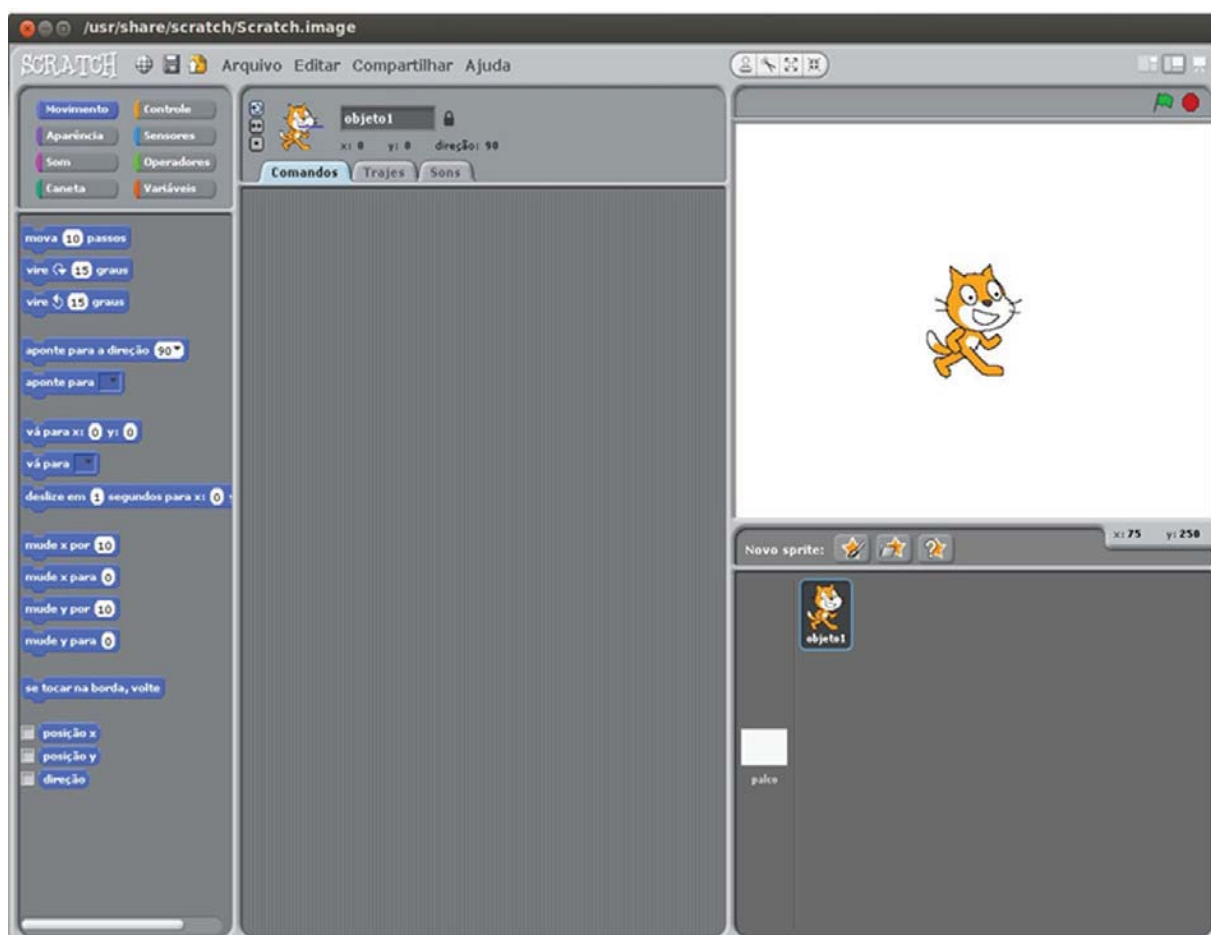 /usr/share/scratch/Scratch.image
SCRATCH Arquivo Editar Compartilhar Ajuda
Movimento Controle
Aparência Sensores
Som Operadores
Caneta Variáveis
mova 10 passos
vire 15 graus
vire 15 graus
aponte para a direção 90
aponte para
vá para x: 0 y: 0
vá para
deslize em 1 segundos para x: 0
mude x por 10
mude x para 0
mude y por 10
mude y para 0
se tocar na borda, volte
posição x
posição y
direção
objeto1
x: 0 y: 0 direção: 90
Comandos Trajes Sons
x: 75 y: 250
Novo sprite:
objeto1
palco